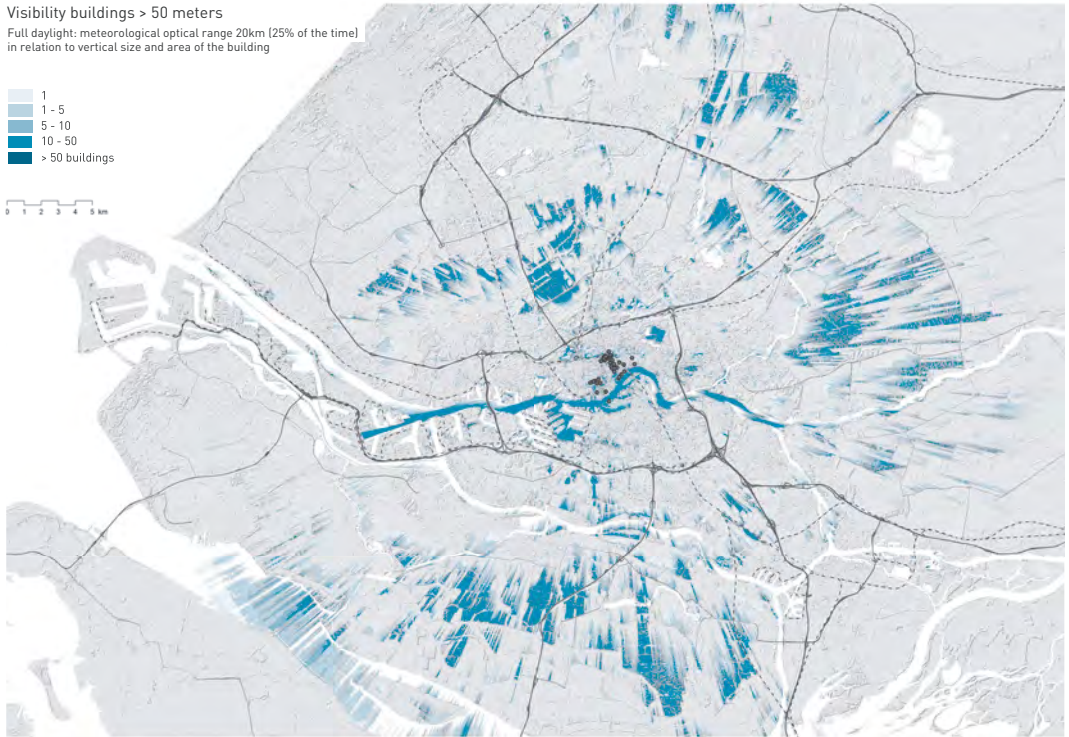 Visibility buildings > 50 meters
Full daylight: meteorological optical range 20km (25% of the time)
in relation to vertical size and area of the building
1
1 - 5
5 - 10
10 - 50
> 50 buildings
0 1 2 3 4 5 km